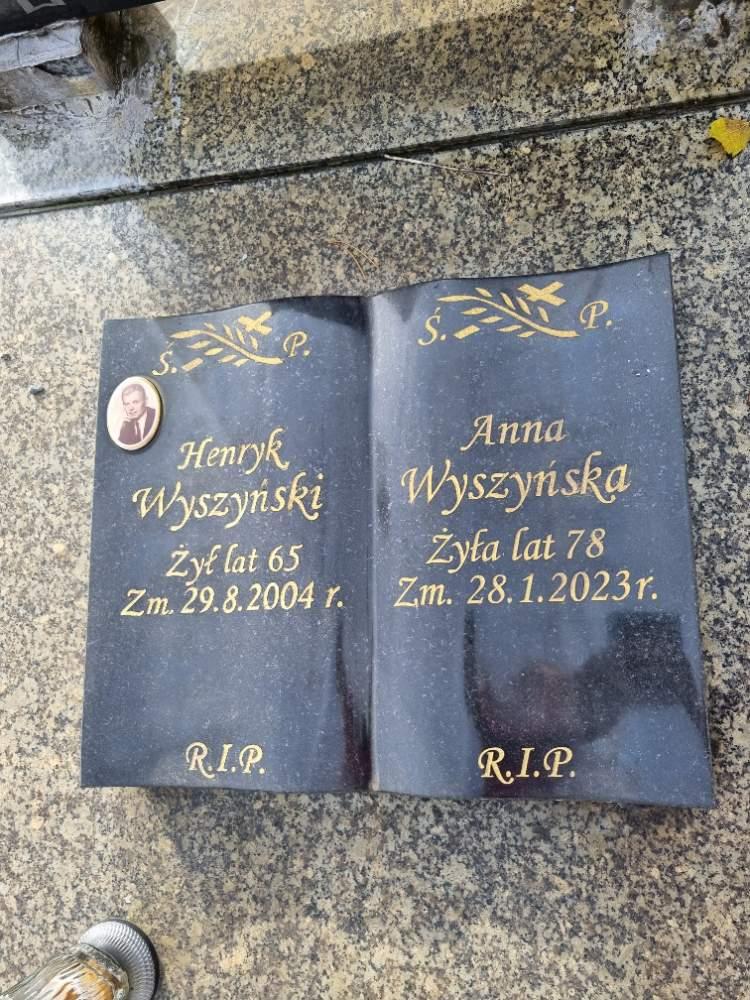 Ś. P.
Henryk
Wyszyński
Żył lat 65
Zm. 29.8.2004 r.
R.I.P.
Ś. P.
Anna
Wyszyńska
Żyła lat 78
Zm. 28.1.2023 r.
R.I.P.